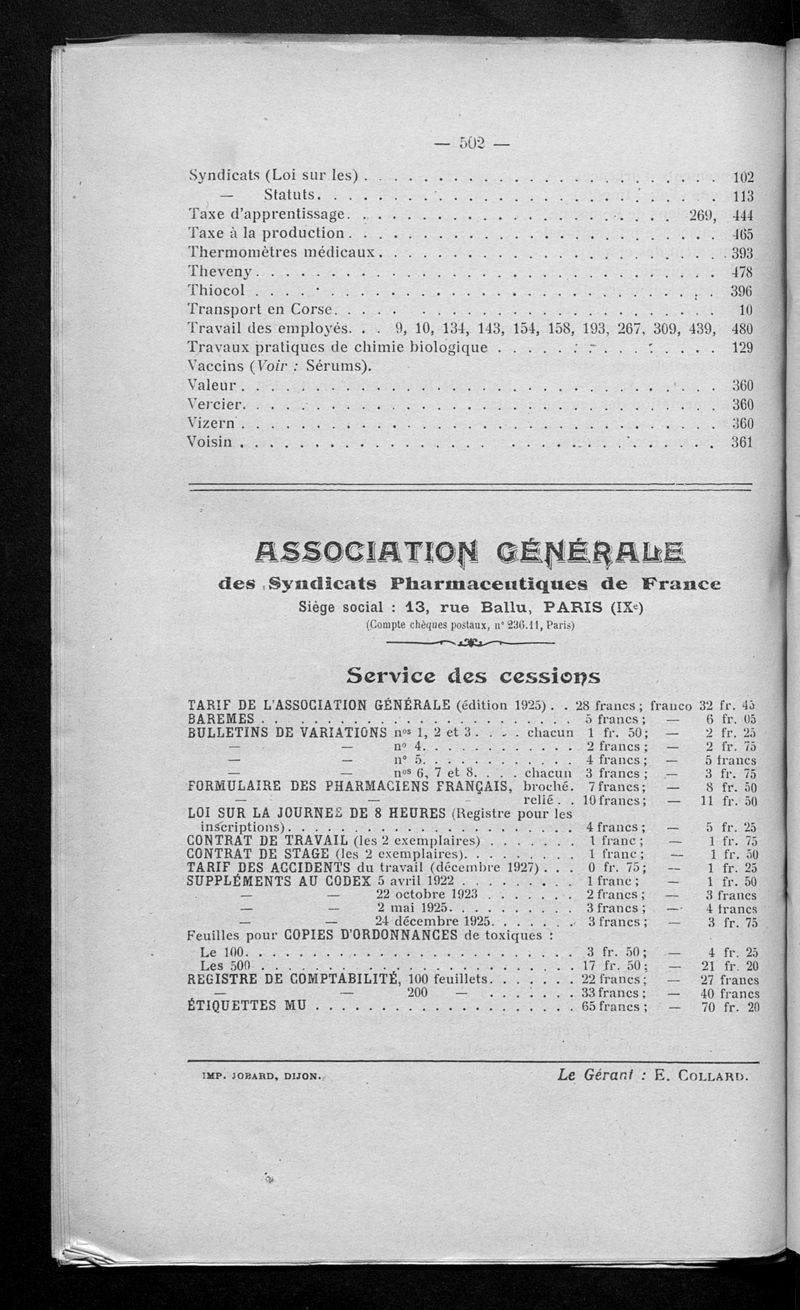 — 502 —
Syndicats (Loi sur les) . . . . . . . . . . . . . . . . . . . . . . . . 102
— Statuts. . . . . . . . . . . . . . . . . . . . . . . . . . . 113
Taxe d'apprentissage. . . . . . . . . . . . . . . . . . . . . . 269, 444
Taxe à la production . . . . . . . . . . . . . . . . . . . . . . . . . 465
Thermomètres médicaux . . . . . . . . . . . . . . . . . . . . . . . 393
Theveny . . . . . . . . . . . . . . . . . . . . . . . . . . . . . . . 478
Thiocol . . . . . . . . . . . . . . . . . . . . . . . . . . . . . . . 396
Transport en Corse. . . . . . . . . . . . . . . . . . . . . . . . . . 10
Travail des employés. . . 9, 10, 134, 143, 154, 158, 193, 267, 309, 439, 480
Travaux pratiques de chimie biologique . . . . . . . . . . . . . . . 129
Vaccins (Voir : Sérums).
Valeur . . . . . . . . . . . . . . . . . . . . . . . . . . . . . . . . 360
Vercier. . . . . . . . . . . . . . . . . . . . . . . . . . . . . . . . 360
Vizern . . . . . . . . . . . . . . . . . . . . . . . . . . . . . . . . 360
Voisin . . . . . . . . . . . . . . . . . . . . . . . . . . . . . . . . 361
ASSOCIATION GÉNÉRALE
des Syndicats Pharmaceutiques de France
Siège social : 13, rue Ballu, PARIS (IXe)
(Compte chèques postaux, n° 236.11, Paris)
Service des cessions
TARIF DE L'ASSOCIATION GÉNÉRALE (édition 1925) . . 28 francs ; franco 32 fr. 45
BAREMES . . . . . . . . . . . . . . . . . . . . . . . 5 francs ; — 6 fr. 05
BULLETINS DE VARIATIONS nos 1, 2 et 3 . . . . chacun 1 fr. 50 ; — 2 fr. 25
— — n° 4. . . . . . . . . . . . 2 francs ; — 2 fr. 75
— — n° 5. . . . . . . . . . . . 4 francs ; — 5 francs
— — nos 6, 7 et 8. . . . chacun 3 francs ; — 3 fr. 75
FORMULAIRE DES PHARMACIENS FRANÇAIS, broché. 7 francs ; — 8 fr. 50
— — relié . . 10 francs ; — 11 fr. 50
LOI SUR LA JOURNEE DE 8 HEURES (Registre pour les
inscriptions) . . . . . . . . . . . . . . . . . . . . . . 4 francs ; — 5 fr. 25
CONTRAT DE TRAVAIL (les 2 exemplaires) . . . . . . . 1 franc ; — 1 fr. 75
CONTRAT DE STAGE (les 2 exemplaires). . . . . . . . . 1 franc ; — 1 fr. 50
TARIF DES ACCIDENTS du travail (décembre 1927) . . . 0 fr. 75 ; — 1 fr. 25
SUPPLÉMENTS AU CODEX 5 avril 1922 . . . . . . . . . 1 franc ; — 1 fr. 50
— — 22 octobre 1923 . . . . . . . 2 francs ; — 3 francs
— — 2 mai 1925. . . . . . . . . . 3 francs ; — 4 francs
— — 24 décembre 1925. . . . . . . 3 francs ; — 3 fr. 75
Feuilles pour COPIES D'ORDONNANCES de toxiques :
Le 100. . . . . . . . . . . . . . . . . . . . . . . . . 3 fr. 50 ; — 4 fr. 25
Les 500 . . . . . . . . . . . . . . . . . . . . . . . . 17 fr. 50 ; — 21 fr. 20
REGISTRE DE COMPTABILITÉ, 100 feuillets. . . . . . . 22 francs ; — 27 francs
— — 200 — . . . . . . . 33 francs ; — 40 francs
ÉTIQUETTES MU . . . . . . . . . . . . . . . . . . . . 65 francs ; — 70 fr. 20
IMP. JOBARD, DIJON.
Le Gérant : E. COLLARD.